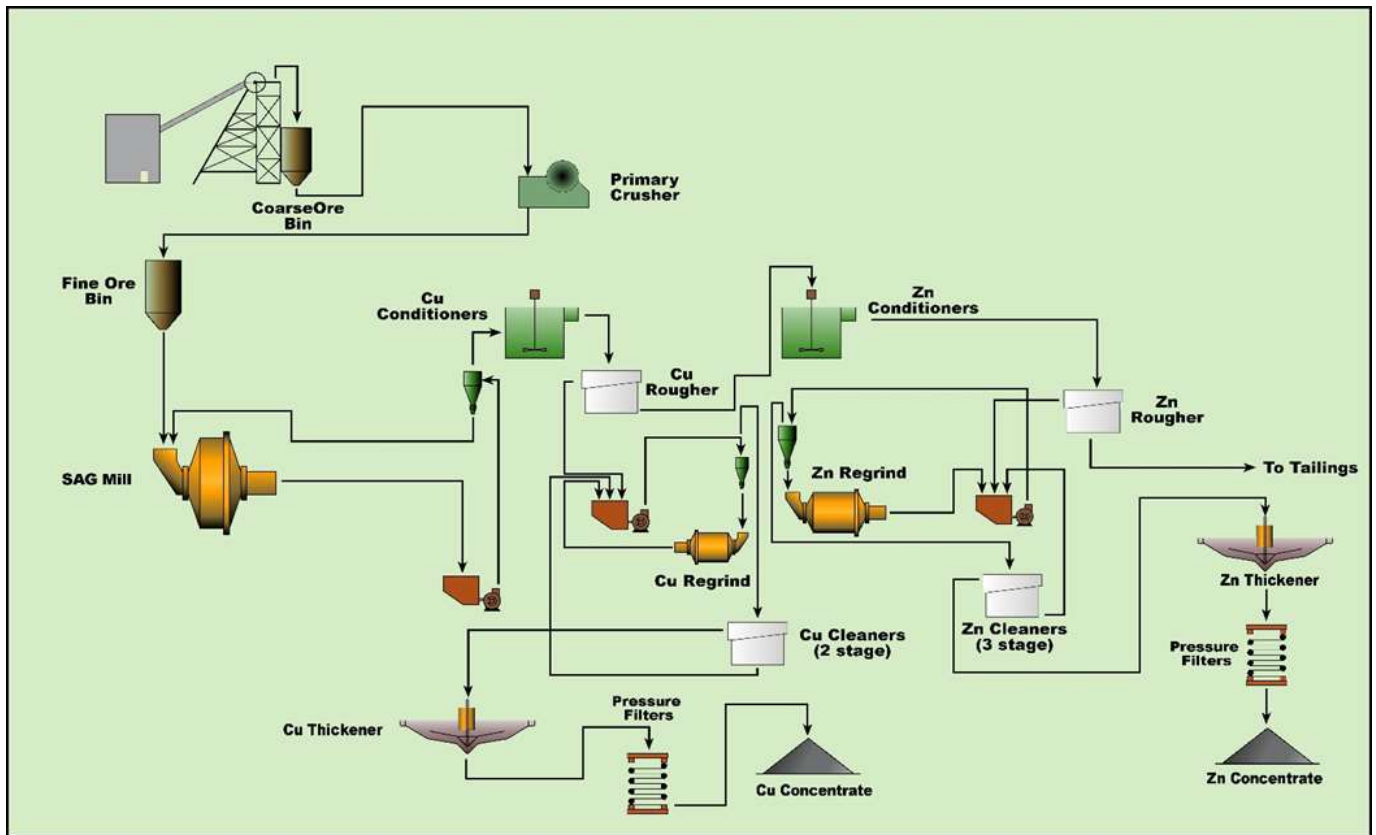 CoarseOre
Bin
Primary
Crusher
Fine Ore
Bin
Cu
Conditioners
Zn
Conditioners
Cu
Rougher
Zn
Rougher
SAG Mill
Zn Regrind
To Tailings
Cu Regrind
Zn Thickener
Cu Cleaners
(2 stage)
Zn Cleaners
(3 stage)
Pressure
Filters
Cu Thickener
Pressure
Filters
Cu Concentrate
Zn Concentrate